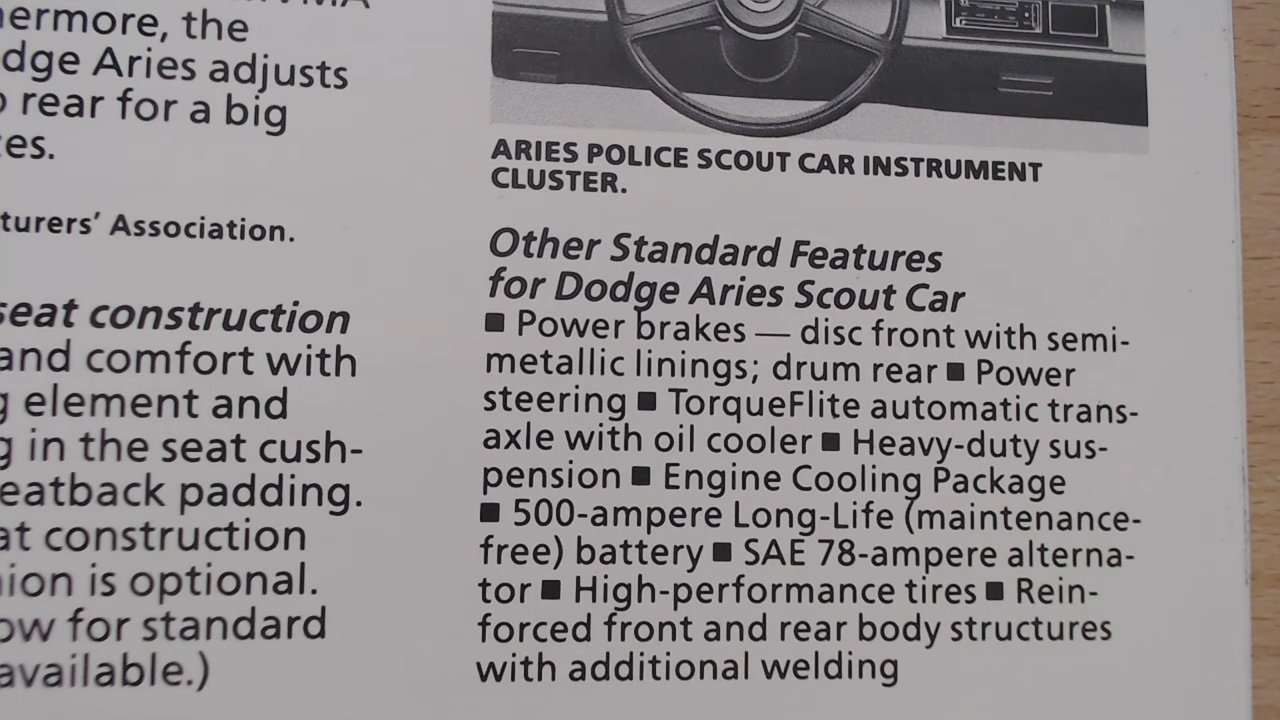 hermore, the
dge Aries adjusts
rear for a big
es.
turers' Association.
seat construction
and comfort with
g element and
g in the seat cush-
eatback padding.
at construction
ion is optional.
ow for standard
available.)
ARIES POLICE SCOUT CAR INSTRUMENT
CLUSTER.
Other Standard Features
for Dodge Aries Scout Car
■ Power brakes — disc front with semi-
metallic linings; drum rear ■ Power
steering ■ TorqueFlite automatic trans-
axle with oil cooler ■ Heavy-duty sus-
pension ■ Engine Cooling Package
■ 500-ampere Long-Life (maintenance-
free) battery ■ SAE 78-ampere alterna-
tor ■ High-performance tires ■ Rein-
forced front and rear body structures
with additional welding